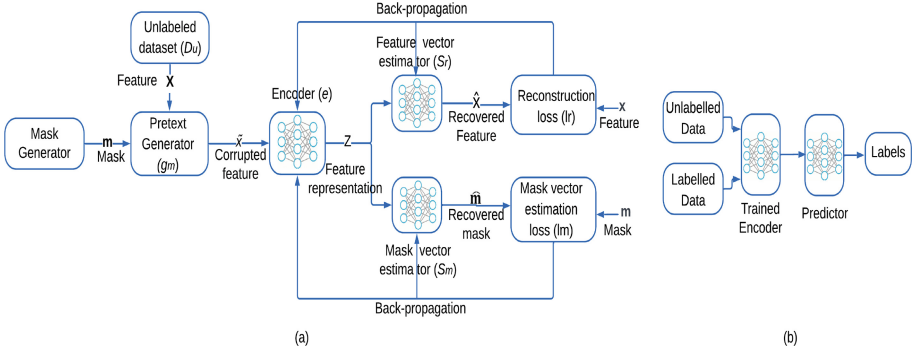 Back-propagation
Unlabeled
dataset (Du)
Feature X
Feature vector
estimator (Sr)
Encoder (e)
Mask
Generator
m
Mask
Pretext
Generator
(gm)
x̃
Corrupted
feature
Z
Feature
representation
X̂
Recovered
Feature
Reconstruction
loss (lr)
x
Feature
m̂
Recovered
mask
Mask vector
estimation
loss (lm)
m
Mask
Mask vector
estimator (Sm)
Back-propagation
(a)
Unlabelled
Data
Labelled
Data
Trained
Encoder
Predictor
Labels
(b)